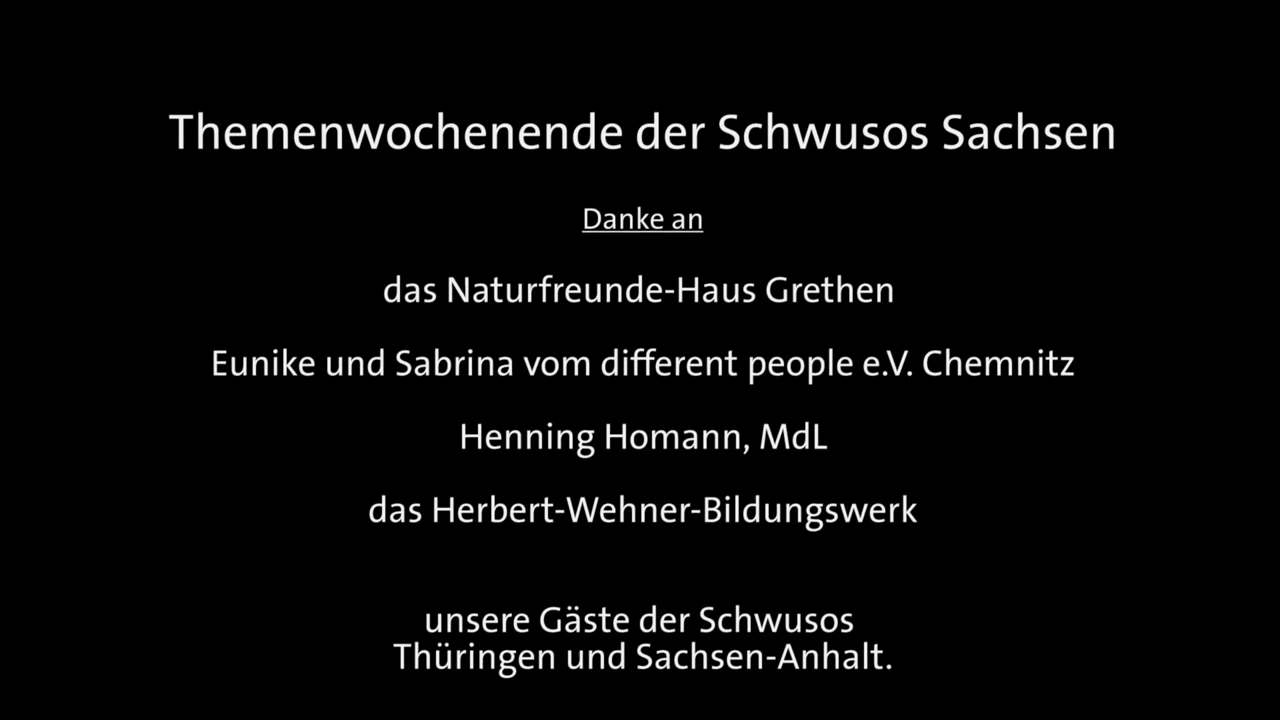 Themenwochenende der Schwusos Sachsen
Danke an
das Naturfreunde-Haus Grethen
Eunike und Sabrina vom different people e.V. Chemnitz
Henning Homann, MdL
das Herbert-Wehner-Bildungswerk
unsere Gäste der Schwusos
Thüringen und Sachsen-Anhalt.